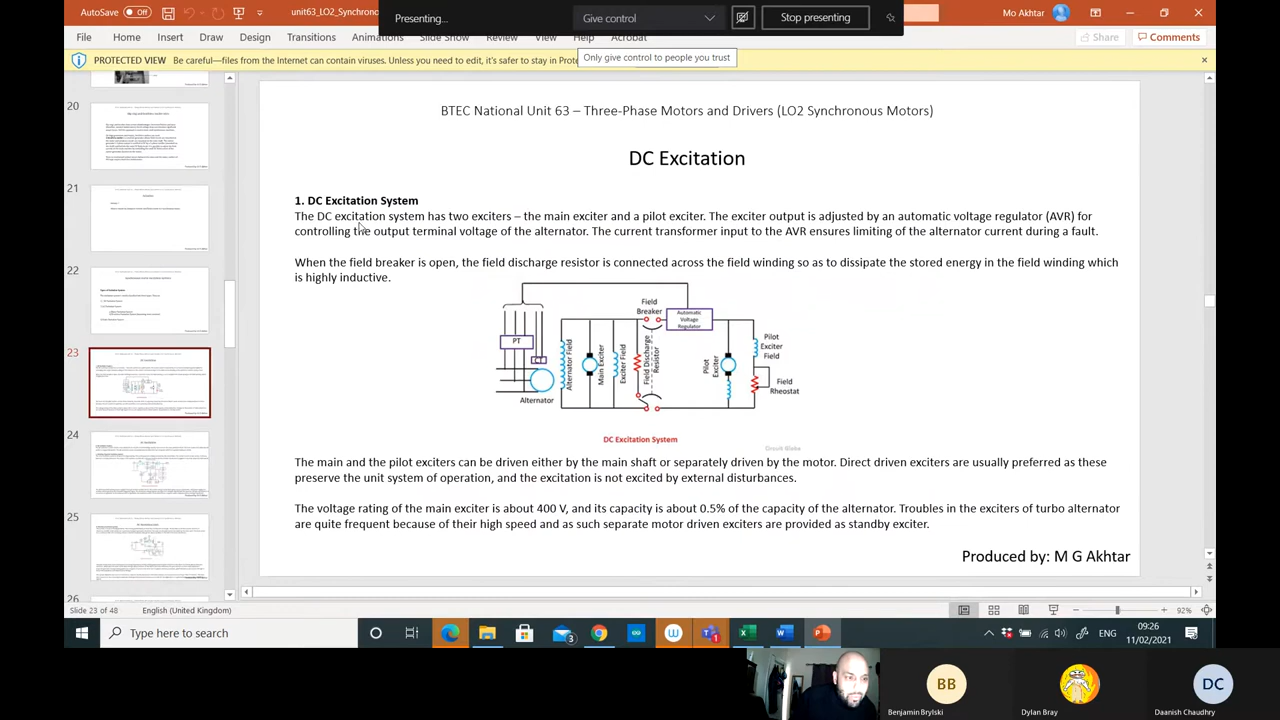 AutoSave
Off
unit63_LO2_Synchrono
Presenting...
Give control
Stop presenting
Mo Akhtar
File
Home
Insert
Draw
Design
Transitions
Animations
Slide Show
Review
View
Help
Acrobat
Share
Comments
Only give control to people you trust
PROTECTED VIEW
Be careful—files from the Internet can contain viruses. Unless you need to edit, it's safer to stay in Prote
20
21
22
23
24
25
26
BTEC National Unit 63 – Three-Phase Motors and Drivers (LO2 Synchronous Motors)
DC Excitation
1. DC Excitation System
The DC excitation system has two exciters – the main exciter and a pilot exciter. The exciter output is adjusted by an automatic voltage regulator (AVR) for
controlling the output terminal voltage of the alternator. The current transformer input to the AVR ensures limiting of the alternator current during a fault.
When the field breaker is open, the field discharge resistor is connected across the field winding so as to dissipate the stored energy in the field winding which
is highly inductive.
Field
Breaker
Automatic
Voltage
Regulator
PT
CT
Alternator
Alternator Field
Main Exciter
Exciter Field
Field Discharge
Resistor
Pilot
Exciter
Pilot
Exciter
Field
Field
Rheostat
DC Excitation System
Circuit Globe
The main and the pilot exciters can be driven either by the main shaft or separately driven by the motor. Direct driven exciters are usually preferred as these
preserve the unit system of operation, and the excitation is not excited by external disturbances.
The voltage rating of the main exciter is about 400 V, and its capacity is about 0.5% of the capacity of the alternator. Troubles in the exciters of turbo alternator
are quite frequent because of their high speed and as such separate motor driven exciters are provided as standby exciter.
Produced by: M G Akhtar
Slide 23 of 48
English (United Kingdom)
92%
Type here to search
3
1
ENG
09:26
11/02/2021
BB
DC
Benjamin Brylski
Dylan Bray
Daanish Chaudhry